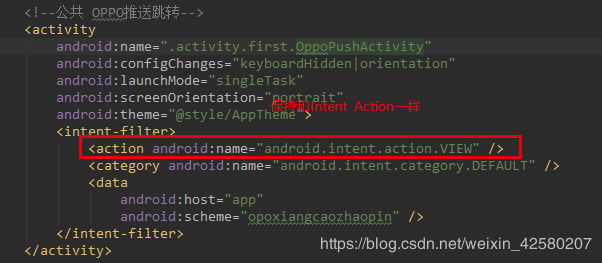 <!--公共 OPPO推送跳转-->
<activity
android:name=".activity.first.OppoPushActivity"
android:configChanges="keyboardHidden|orientation"
android:launchMode="singleTask"
android:screenOrientation="portrait"
保持和Intent Action一样
android:theme="@style/AppTheme">
<intent-filter>
<action android:name="android.intent.action.VIEW" />
<category android:name="android.intent.category.DEFAULT" />
<data
android:host="app"
android:scheme="opoxiangcaozhaopin" />
</intent-filter>
</activity>
https://blog.csdn.net/weixin_42580207